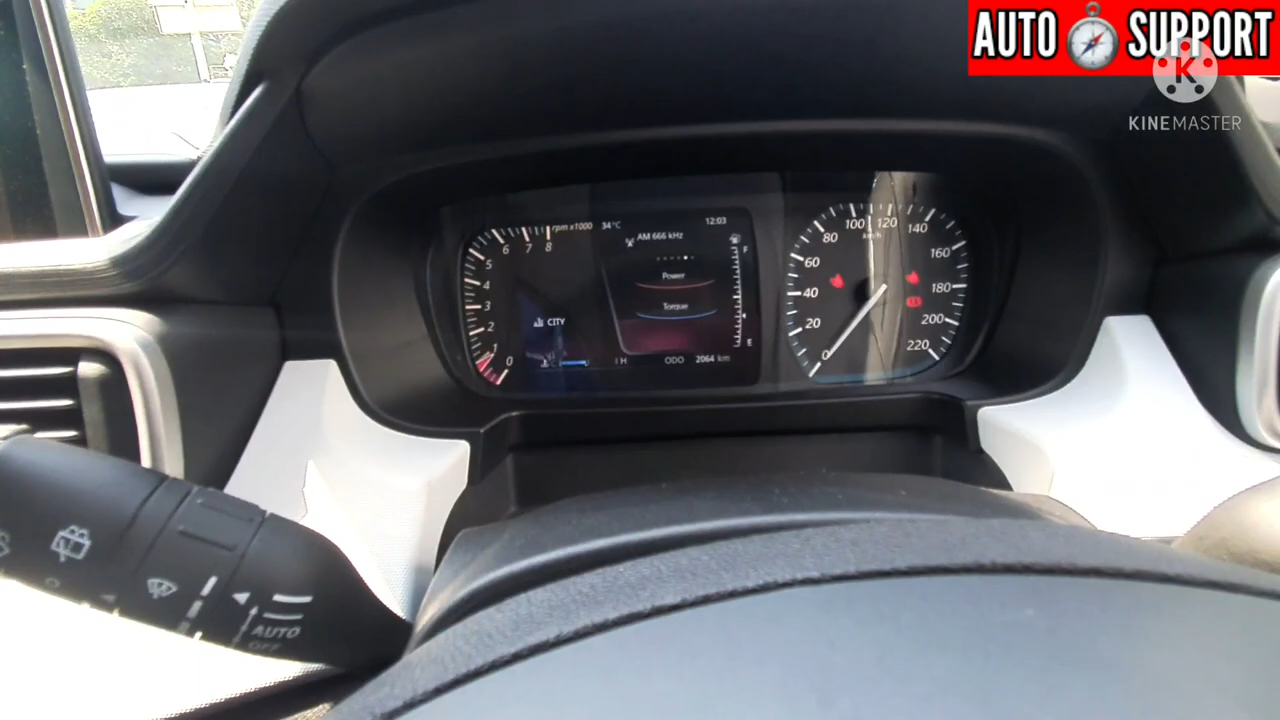 AUTO SUPPORT
K
KINEMASTER
rpm x1000 34°C 12:03
AM 666 kHz
Power
Torque
CITY
ODO 2064 km
F
E
0
1
2
3
4
5
6
7
8
0
20
40
60
80
100
120
140
160
180
200
220
km/h
AUTO
OFF